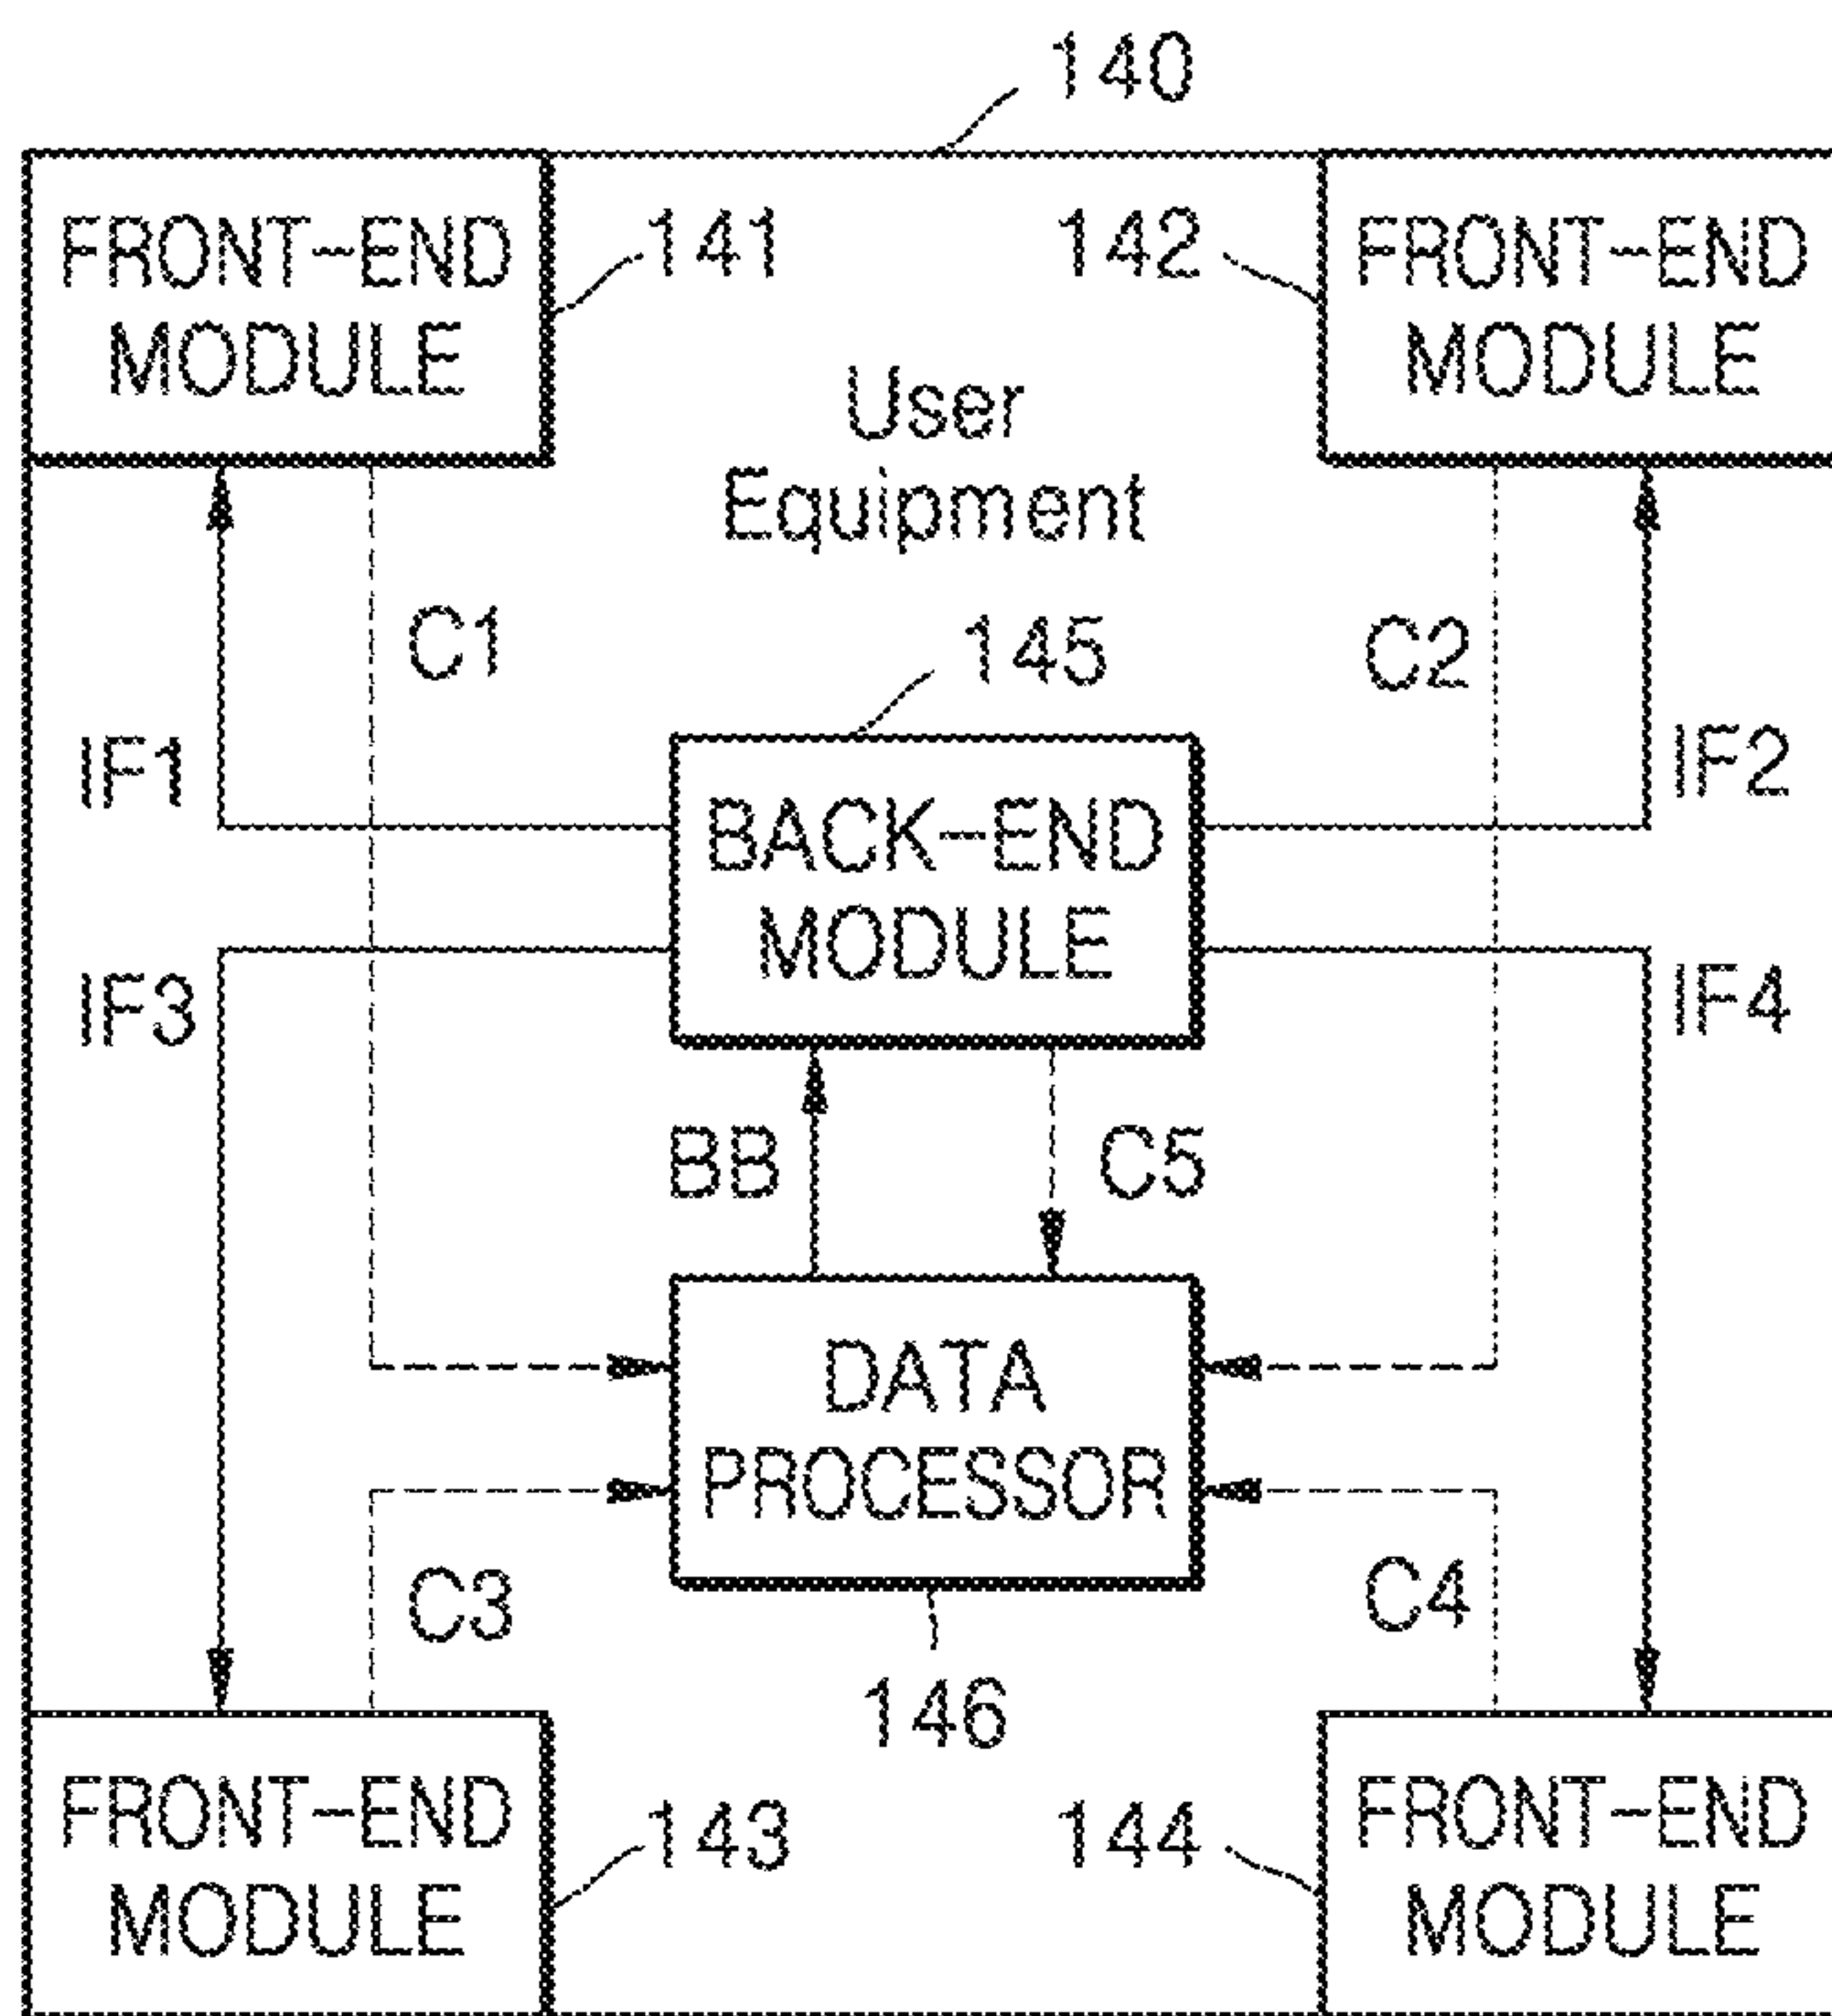 140
FRONT-END
MODULE
141
142
FRONT-END
MODULE
User
Equipment
C1
C2
145
IF1
IF2
BACK-END
MODULE
IF3
IF4
BB
C5
DATA
PROCESSOR
C3
C4
146
FRONT-END
MODULE
143
144
FRONT-END
MODULE